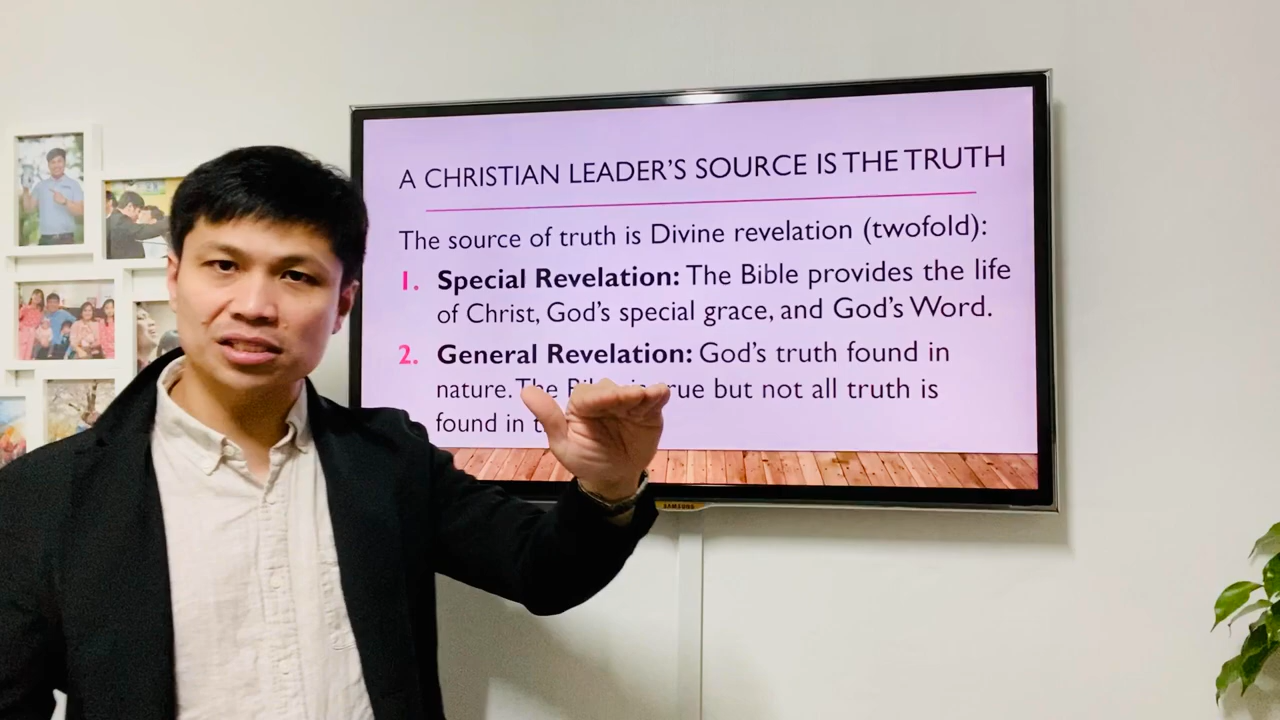 A CHRISTIAN LEADER'S SOURCE IS THE TRUTH
The source of truth is Divine revelation (twofold):
1. Special Revelation: The Bible provides the life
of Christ, God's special grace, and God's Word.
2. General Revelation: God's truth found in
nature. The true but not all truth is
found in
SAMSUNG